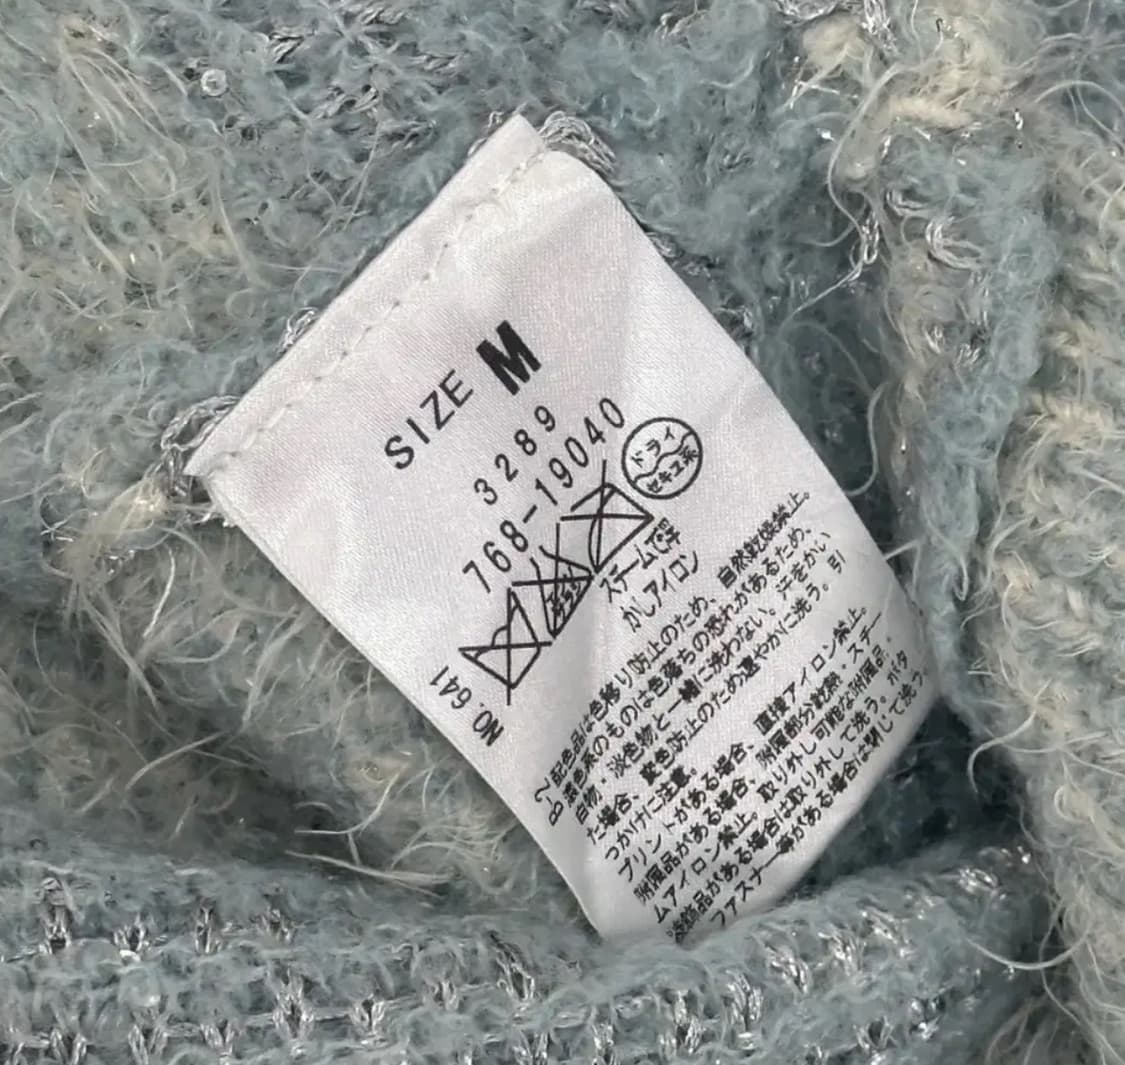 SIZE M
3289
768-19040
ドライ
セキユ系
エンソ
サラシ
スチームで浮
かしアイロン
NO.641
配色品は色移り防止のため、自然乾燥禁止。
濃色系のものは色落ちの恐れがあるため、
白物、淡色物と一緒に洗わない。汗をかい
た場合、変色防止のため速やかに洗う。引
つかけに注意。
プリントがある場合、直接アイロン禁止。
附属品がある場合、附属部分乾熱、スチー
ムアイロン禁止。取り外し可能な附属品、
装飾品がある場合は取り外して洗う。ボタ
ファスナー等がある場合は閉じて洗う